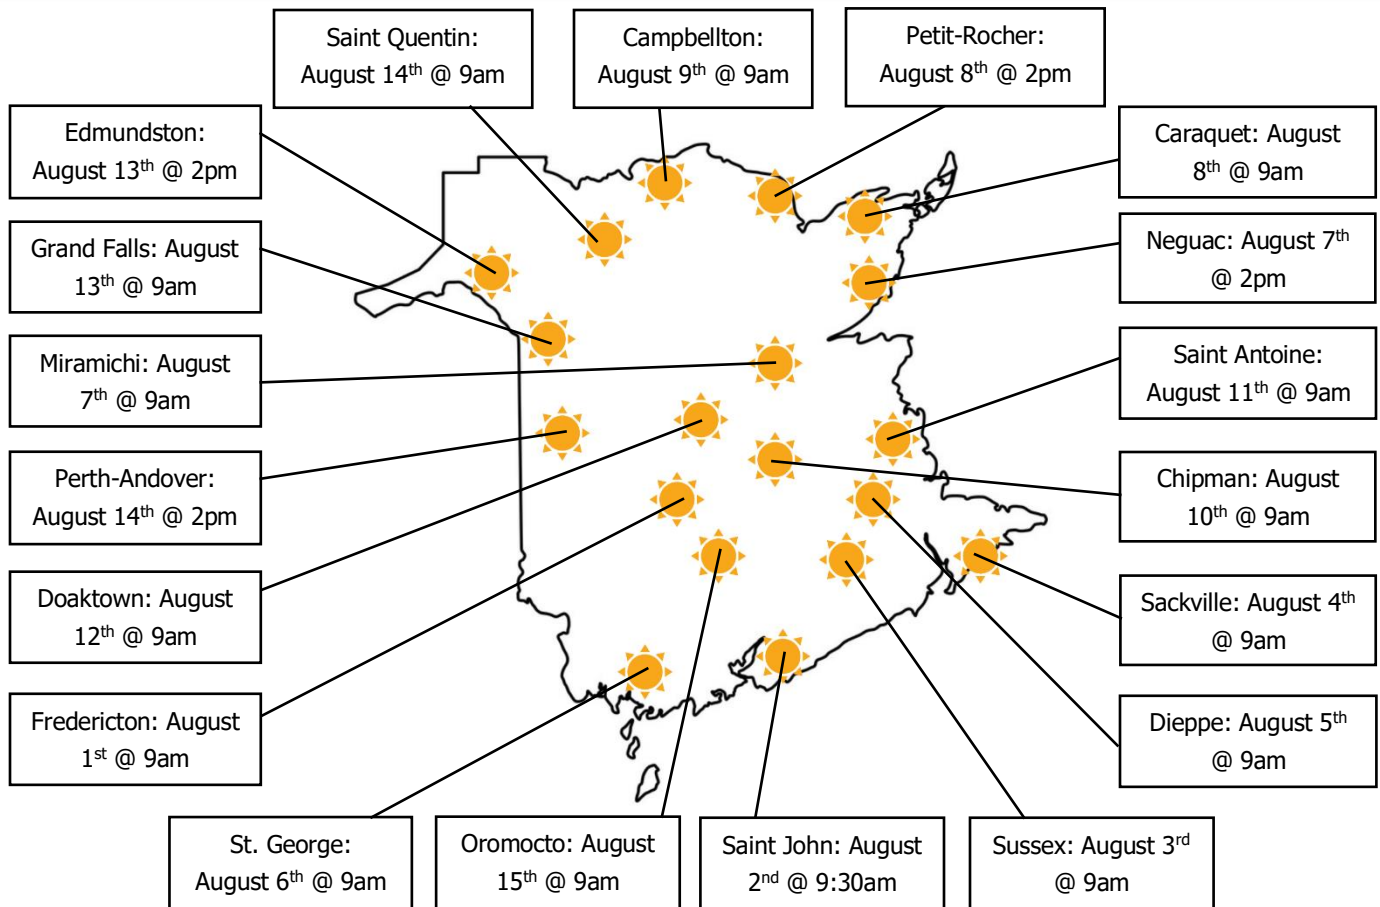 Saint Quentin:
August 14th @ 9am
Campbellton:
August 9th @ 9am
Petit-Rocher:
August 8th @ 2pm
Edmundston:
August 13th @ 2pm
Caraquet: August
8th @ 9am
Grand Falls: August
13th @ 9am
Neguac: August 7th
@ 2pm
Miramichi: August
7th @ 9am
Saint Antoine:
August 11th @ 9am
Perth-Andover:
August 14th @ 2pm
Chipman: August
10th @ 9am
Doaktown: August
12th @ 9am
Sackville: August 4th
@ 9am
Fredericton: August
1st @ 9am
Dieppe: August 5th
@ 9am
St. George:
August 6th @ 9am
Oromocto: August
15th @ 9am
Saint John: August
2nd @ 9:30am
Sussex: August 3rd
@ 9am